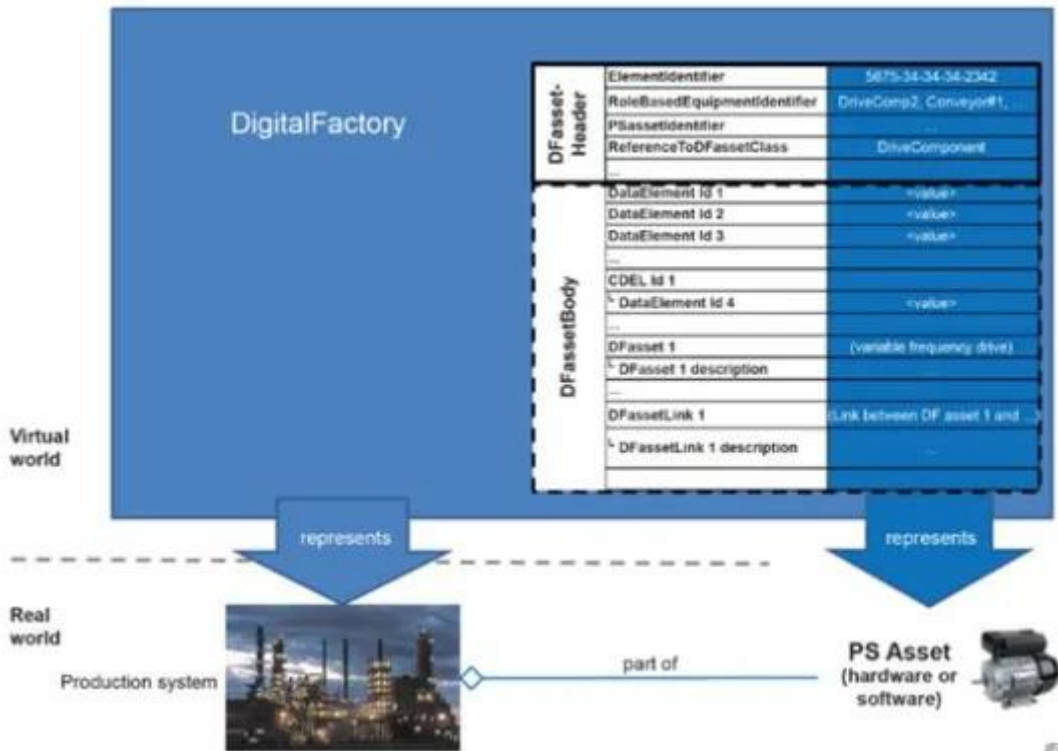 DigitalFactory
DFasset-
Header
ElementIdentifier 5675-34-34-34-2342
RoleBasedEquipmentIdentifier DriveComp2, Conveyor#1, ...
PSassetIdentifier ...
ReferenceToDFassetClass DriveComponent
...
DFassetBody
DataElement Id 1 <value>
DataElement Id 2 <value>
DataElement Id 3 <value>
...
CDEL Id 1
└ DataElement Id 4 <value>
...
DFasset 1 (variable frequency drive)
└ DFasset 1 description ...
...
DFassetLink 1 (Link between DF asset 1 and ...)
└ DFassetLink 1 description ...
Virtual
world
represents
represents
Real
world
Production system
part of
PS Asset
(hardware or
software)